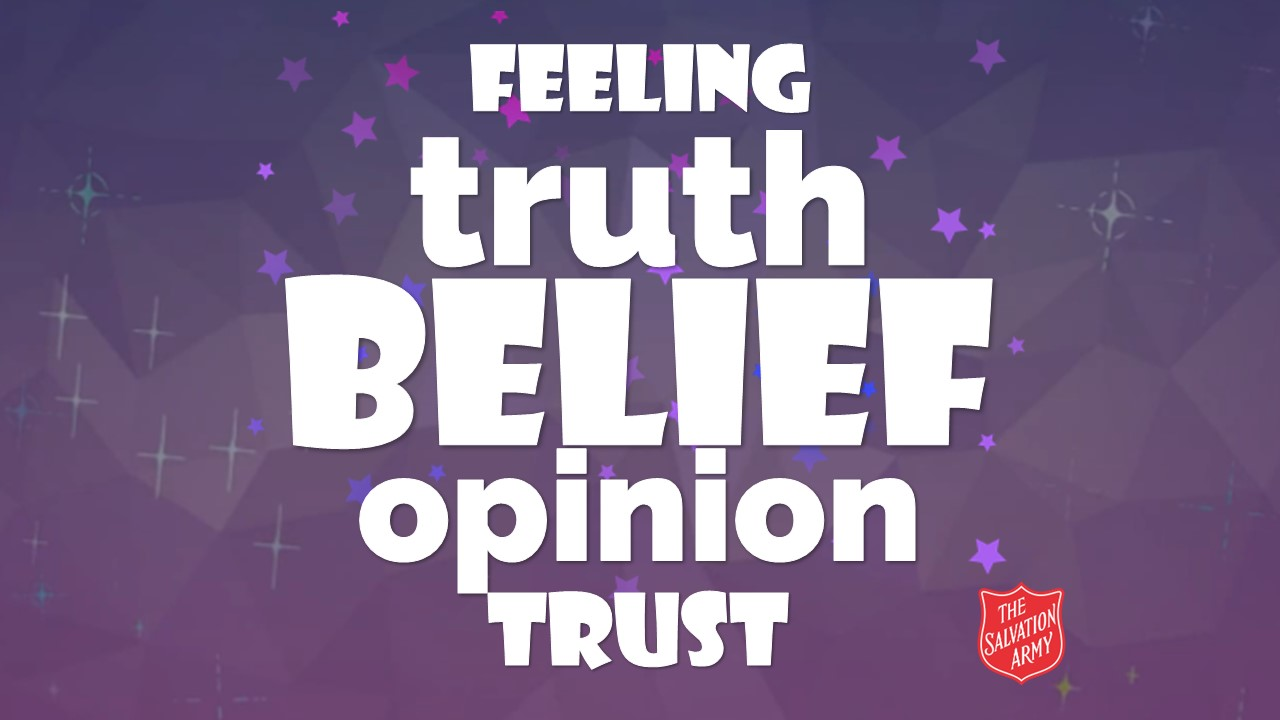 FEELING
truth
BELIEF
opinion
TRUST
THE
SALVATION
ARMY